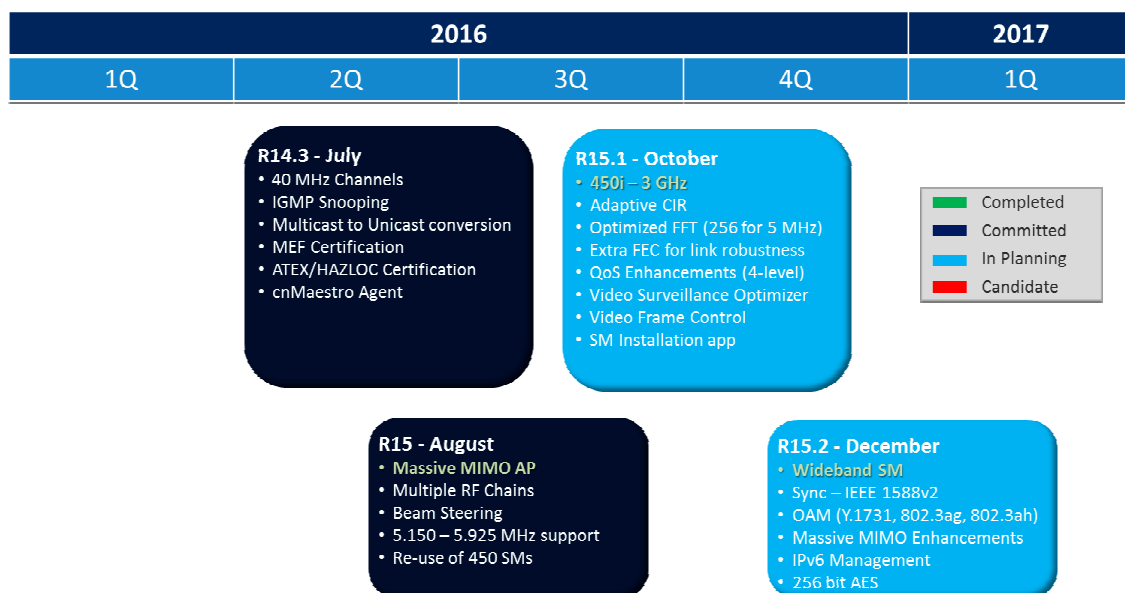 2016
2017
1Q
2Q
3Q
4Q
1Q
R14.3 - July
• 40 MHz Channels
• IGMP Snooping
• Multicast to Unicast conversion
• MEF Certification
• ATEX/HAZLOC Certification
• cnMaestro Agent
R15.1 - October
• 450i – 3 GHz
• Adaptive CIR
• Optimized FFT (256 for 5 MHz)
• Extra FEC for link robustness
• QoS Enhancements (4-level)
• Video Surveillance Optimizer
• Video Frame Control
• SM Installation app
Completed
Committed
In Planning
Candidate
R15 - August
• Massive MIMO AP
• Multiple RF Chains
• Beam Steering
• 5.150 – 5.925 MHz support
• Re-use of 450 SMs
R15.2 - December
• Wideband SM
• Sync – IEEE 1588v2
• OAM (Y.1731, 802.3ag, 802.3ah)
• Massive MIMO Enhancements
• IPv6 Management
• 256 bit AES